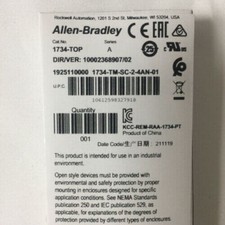 Rockwell Automation, 1201 S 2nd St., Milwaukee, WI 53204 USA
Allen-Bradley
Cat No. Series
1734-TOP A
DIR/VER: 10002368907/02
1925110000 1734-TM-SC-2-4AN-01
U.P.C.
10612598327918
Quantity
001
KCC-REM-RAA-1734-PT
Product of China
Date Code(日期) 211119
This product is for use in an industrial
environment.
Open style devices must be provided with
environmental and safety protection
by proper mounting in enclosures designed
for specific application conditions.
See NEMA Standards
publication 250 and IEC publication 529, as
applicable, for explanations of the degrees of
protection provided by different types of